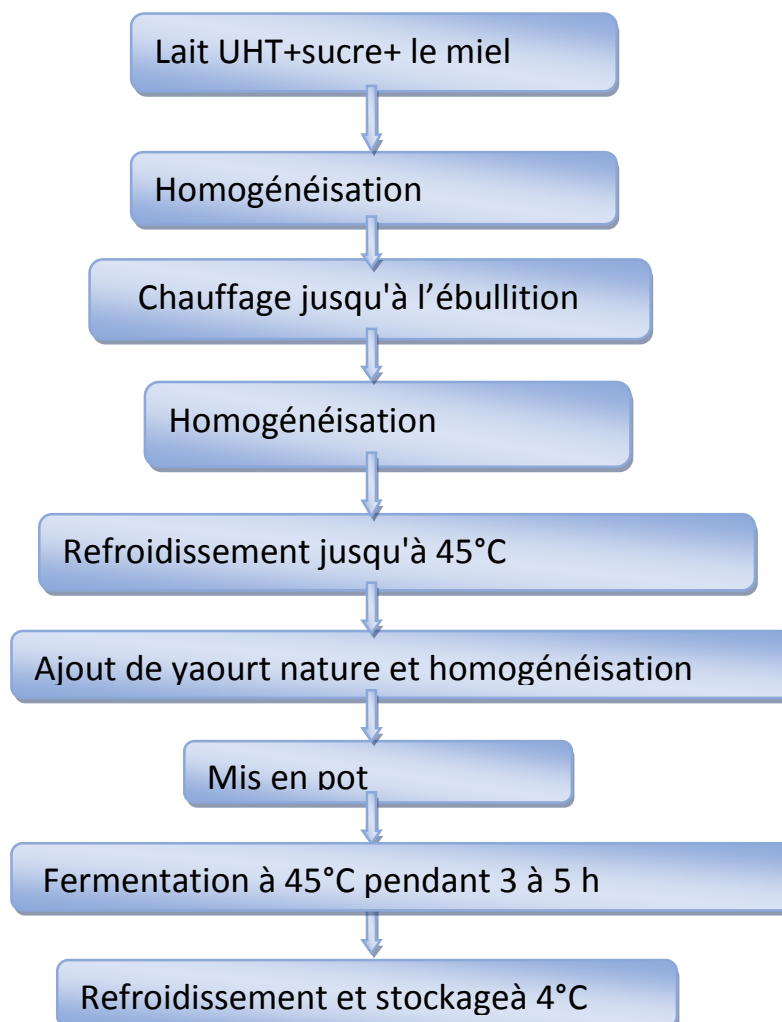 Lait UHT+sucre+ le miel
Homogénéisation
Chauffage jusqu'à l’ébullition
Homogénéisation
Refroidissement jusqu'à 45°C
Ajout de yaourt nature et homogénéisation
Mis en pot
Fermentation à 45°C pendant 3 à 5 h
Refroidissement et stockageà 4°C